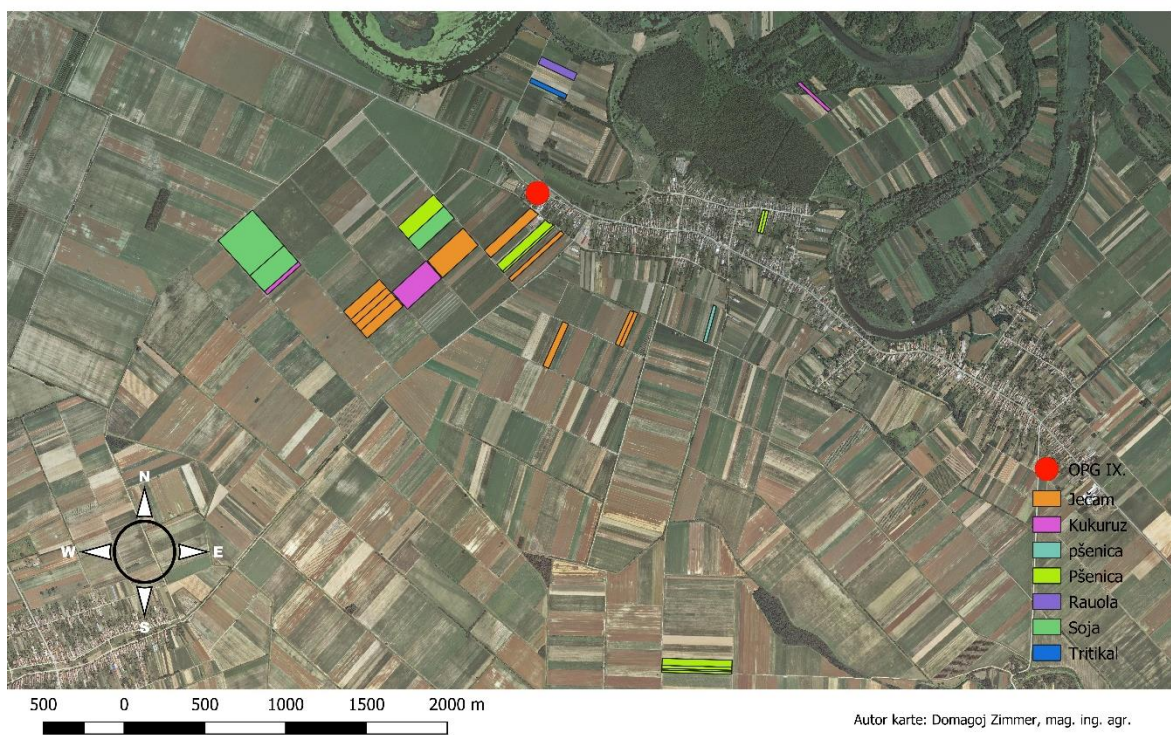 N
W E
S
OPG IX.
Ječam
Kukuruz
pšenica
Pšenica
Rauola
Soja
Tritikal
500 0 500 1000 1500 2000 m
Autor karte: Domagoj Zimmer, mag. ing. agr.